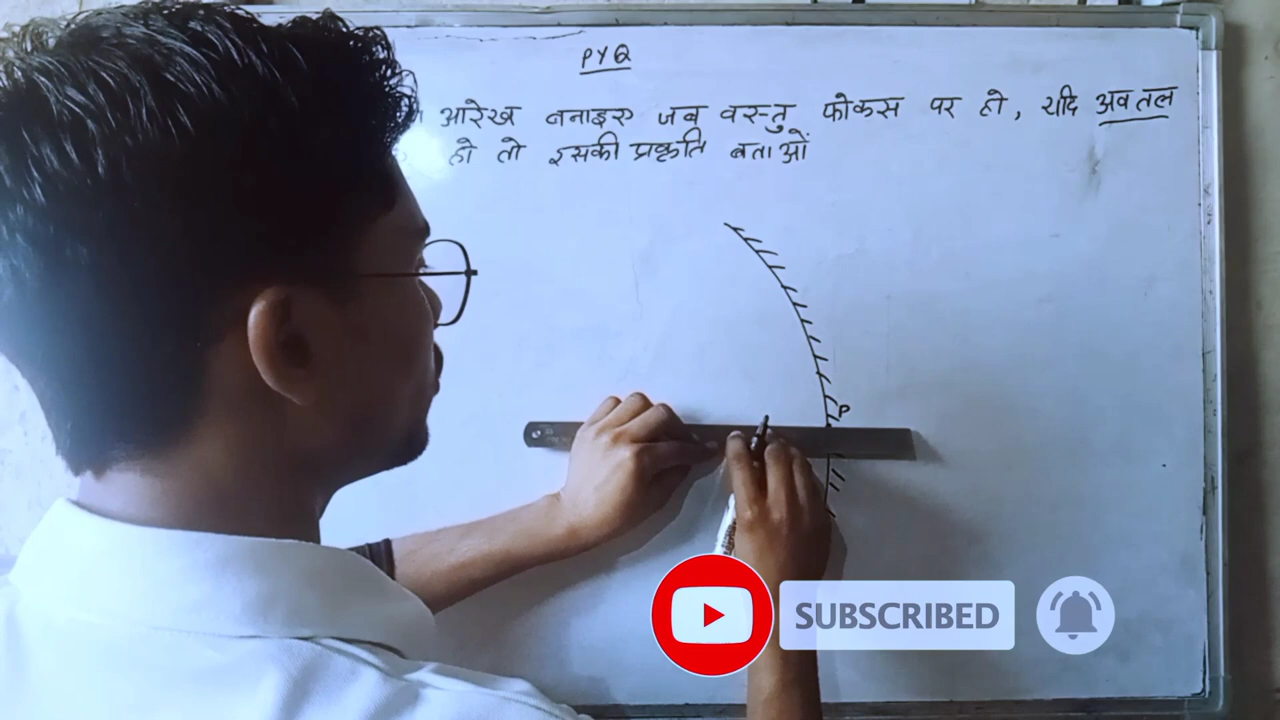 PYQ
आरेख बनाइए जब वस्तु फोकस पर हो, यदि अवतल
हो तो इसकी प्रकृति बताओं
P
SUBSCRIBED